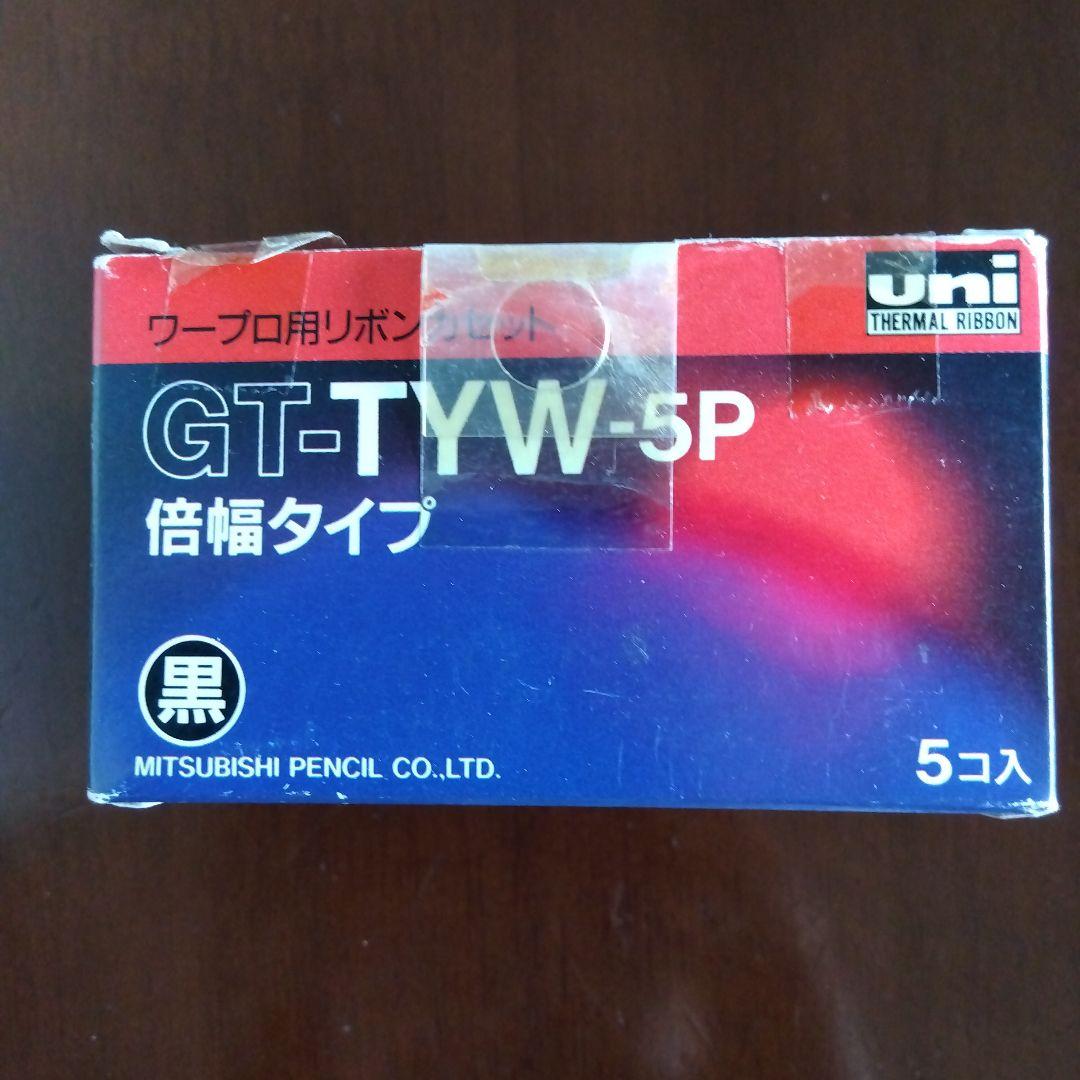 uni
THERMAL RIBBON
ワープロ用リボンカセット
GT-TYW-5P
倍幅タイプ
黒
MITSUBISHI PENCIL CO.,LTD.
5コ入